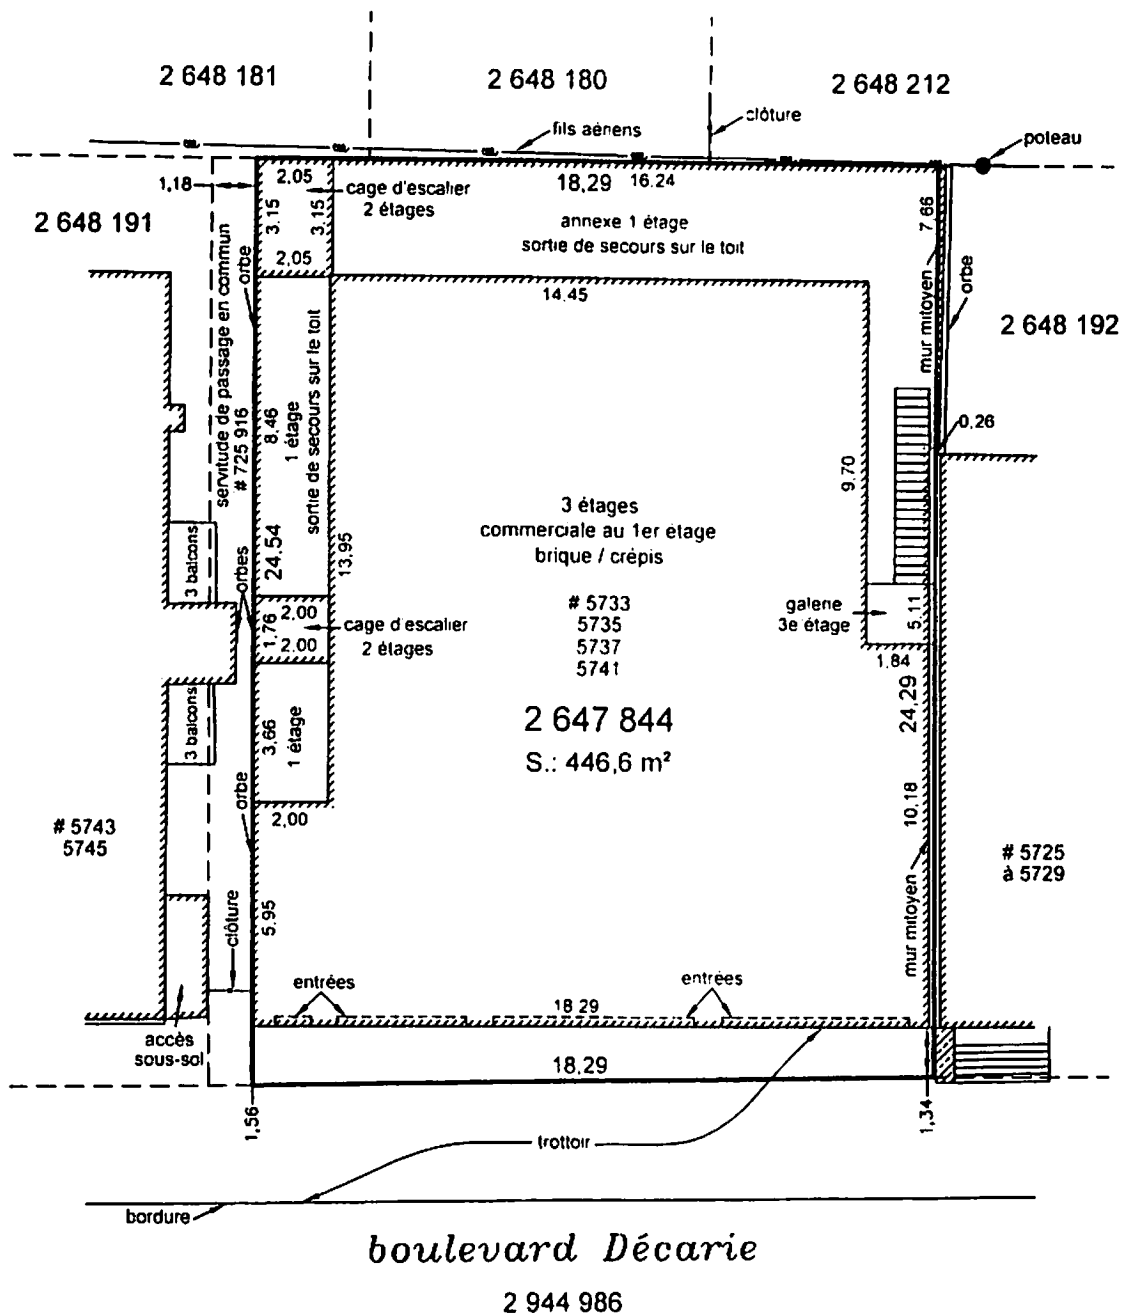 2 648 181
2 648 180
2 648 212
fils aériens
clôture
poteau
1,18
2,05
cage d'escalier
2 étages
3.15
3.15
2,05
18,29
16.24
annexe 1 étage
sortie de secours sur le toit
7,66
mur mitoyen
orbe
2 648 191
servitude de passage en commun
# 725 916
orbe
14.45
2 648 192
8,46
1 étage
sortie de secours sur le toit
24,54
13,95
9,70
0,26
3 étages
commerciale au 1er étage
brique / crépis
# 5733
5735
5737
5741
2 647 844
S.: 446,6 m²
3 balcons
orbes
2,00
1,76
2.00
cage d'escalier
2 étages
galerie
3e étage
5,11
1,84
24,29
3 balcons
3.66
1 étage
orbe
2,00
10,18
mur mitoyen
# 5743
5745
# 5725
à 5729
clôture
5,95
entrées
entrées
18 29
accès
sous-sol
18,29
1,56
1,34
trottoir
bordure
boulevard Décarie
2 944 986